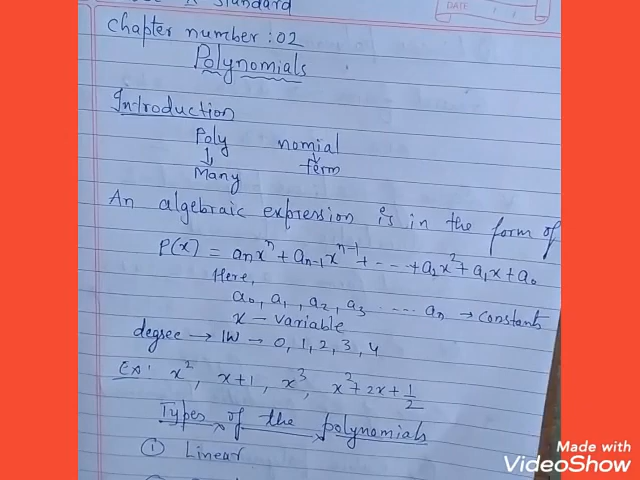 X standard
DATE
Chapter number : 02
Polynomials
Introduction
Poly nomial
↓ ↓
Many term
An algebraic expression is in the form of
P(x) = aₙxⁿ + aₙ₋₁xⁿ⁻¹ + ---- + a₂x² + a₁x + a₀
Here,
a₀, a₁, a₂, a₃ ---- aₙ → constants
x – variable
degree → IW → 0, 1, 2, 3, 4
Ex: x², x+1, x³, x²+2x+1/2
Types of the polynomials
① Linear
Made with
VideoShow